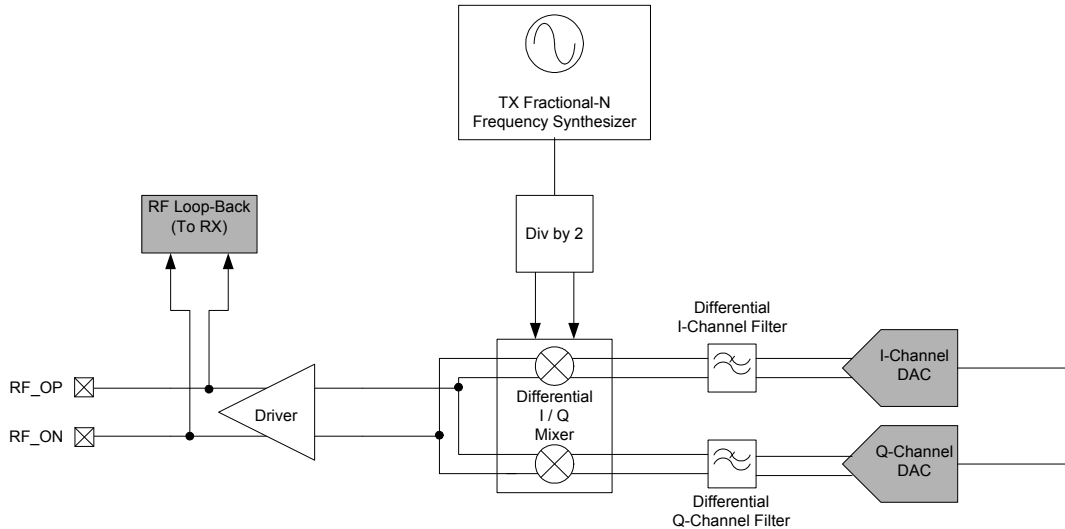 TX Fractional-N
Frequency Synthesizer
RF Loop-Back
(To RX)
Div by 2
Differential
I-Channel Filter
I-Channel
DAC
RF_OP
Driver
Differential
I / Q
Mixer
RF_ON
Q-Channel
DAC
Differential
Q-Channel Filter